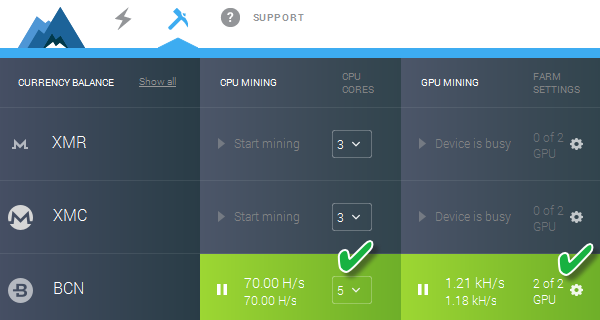 ? SUPPORT
CURRENCY BALANCE Show all CPU MINING CPU CORES GPU MINING FARM SETTINGS
XMR Start mining 3 Device is busy 0 of 2 GPU
XMC Start mining 3 Device is busy 0 of 2 GPU
BCN 70.00 H/s 5 1.21 kH/s 2 of 2 GPU
70.00 H/s 1.18 kH/s